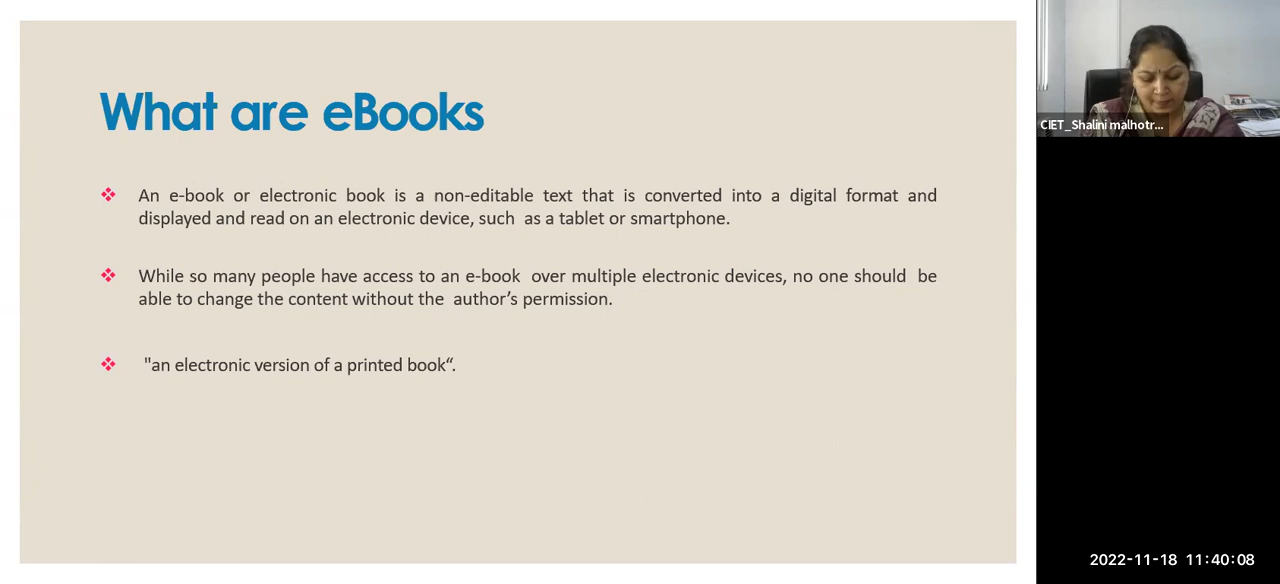 What are eBooks
❖ An e-book or electronic book is a non-editable text that is converted into a digital format and
displayed and read on an electronic device, such as a tablet or smartphone.
❖ While so many people have access to an e-book over multiple electronic devices, no one should be
able to change the content without the author’s permission.
❖ "an electronic version of a printed book“.
CIET_Shalini malhotr...
2022-11-18 11:40:08